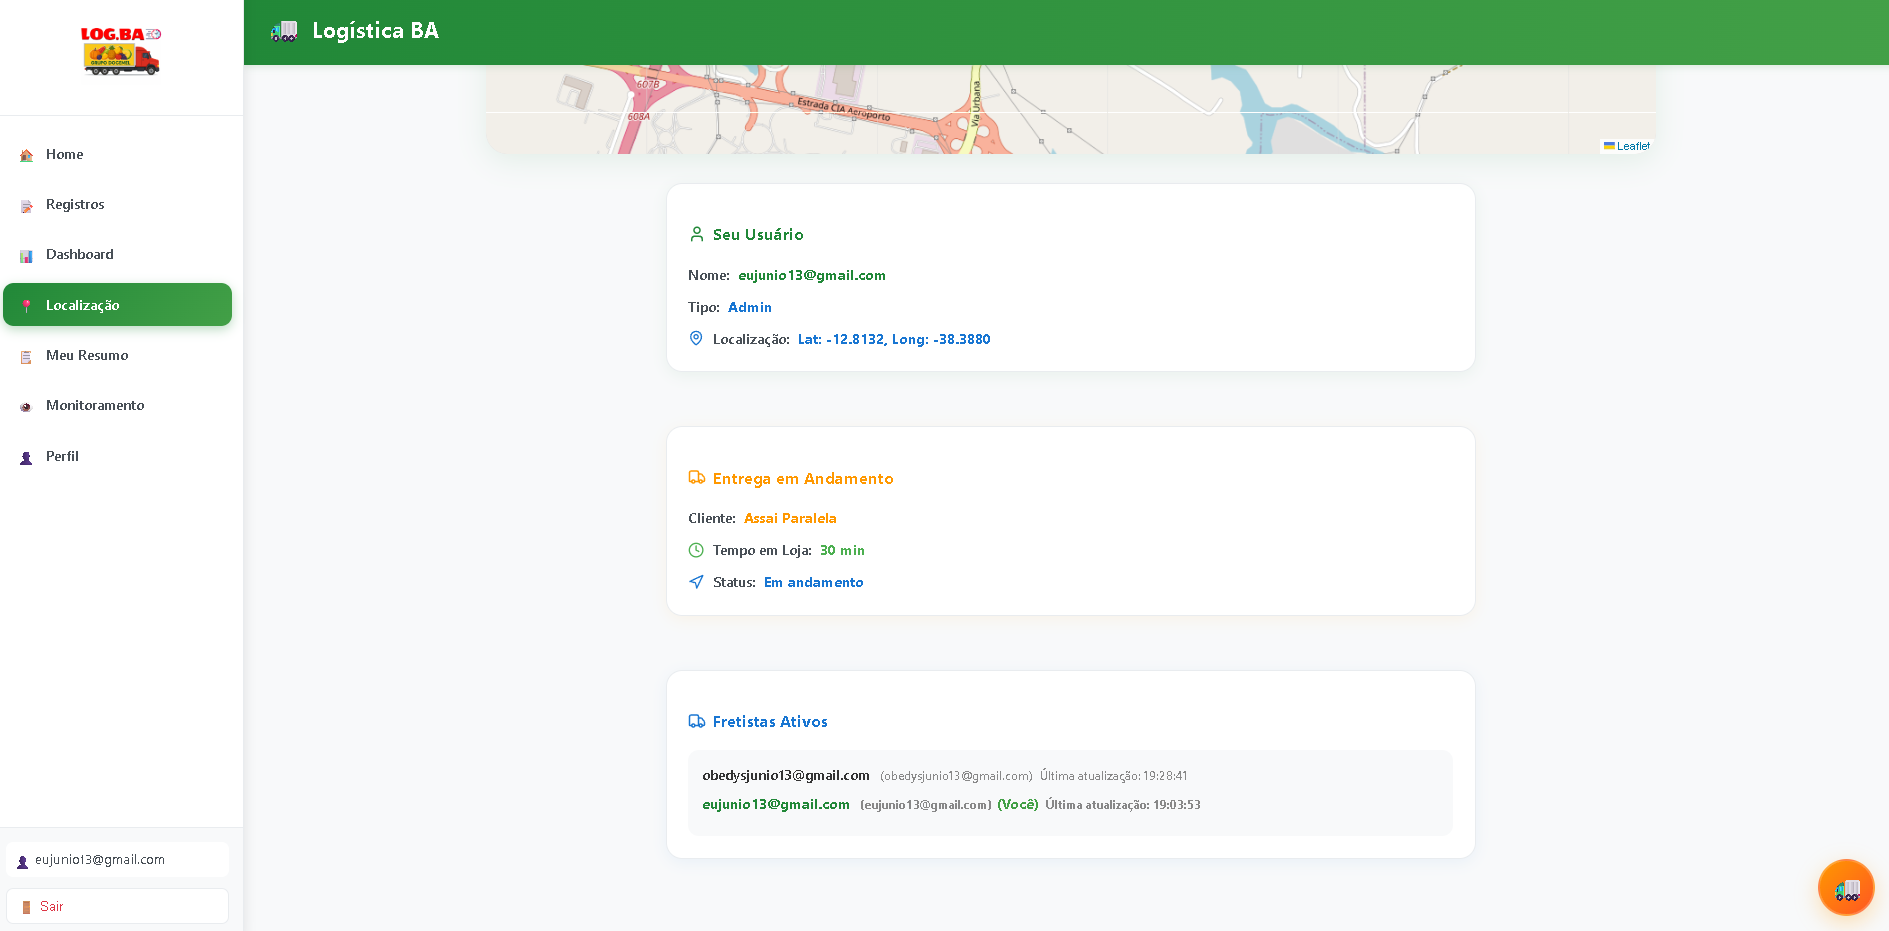 LOG.BA
GRUPO DOCEMEL
Logística BA
Home
Registros
Dashboard
Localização
Meu Resumo
Monitoramento
Perfil
eujunio13@gmail.com
Sair
607B
608A
Estrada CIA Aeroporto
Via Urbana
Leaflet
Seu Usuário
Nome: eujunio13@gmail.com
Tipo: Admin
Localização: Lat: -12.8132, Long: -38.3880
Entrega em Andamento
Cliente: Assai Paralela
Tempo em Loja: 30 min
Status: Em andamento
Fretistas Ativos
obedysjunio13@gmail.com (obedysjunio13@gmail.com) Última atualização: 19:28:41
eujunio13@gmail.com (eujunio13@gmail.com) (Você) Última atualização: 19:03:53